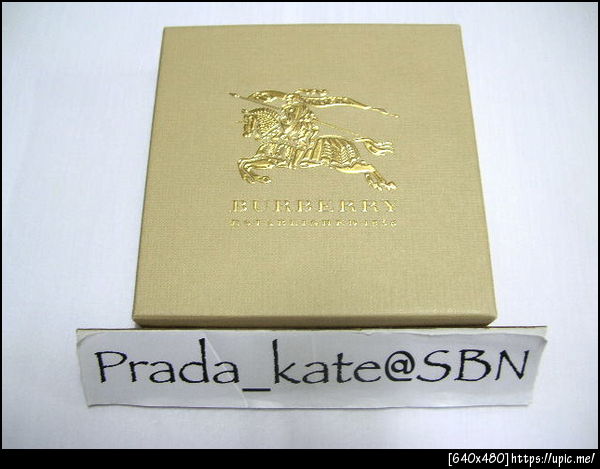 BURBERRY
ESTABLISHED 1856
Prada_kate@SBN
[640x480]https://upic.me/